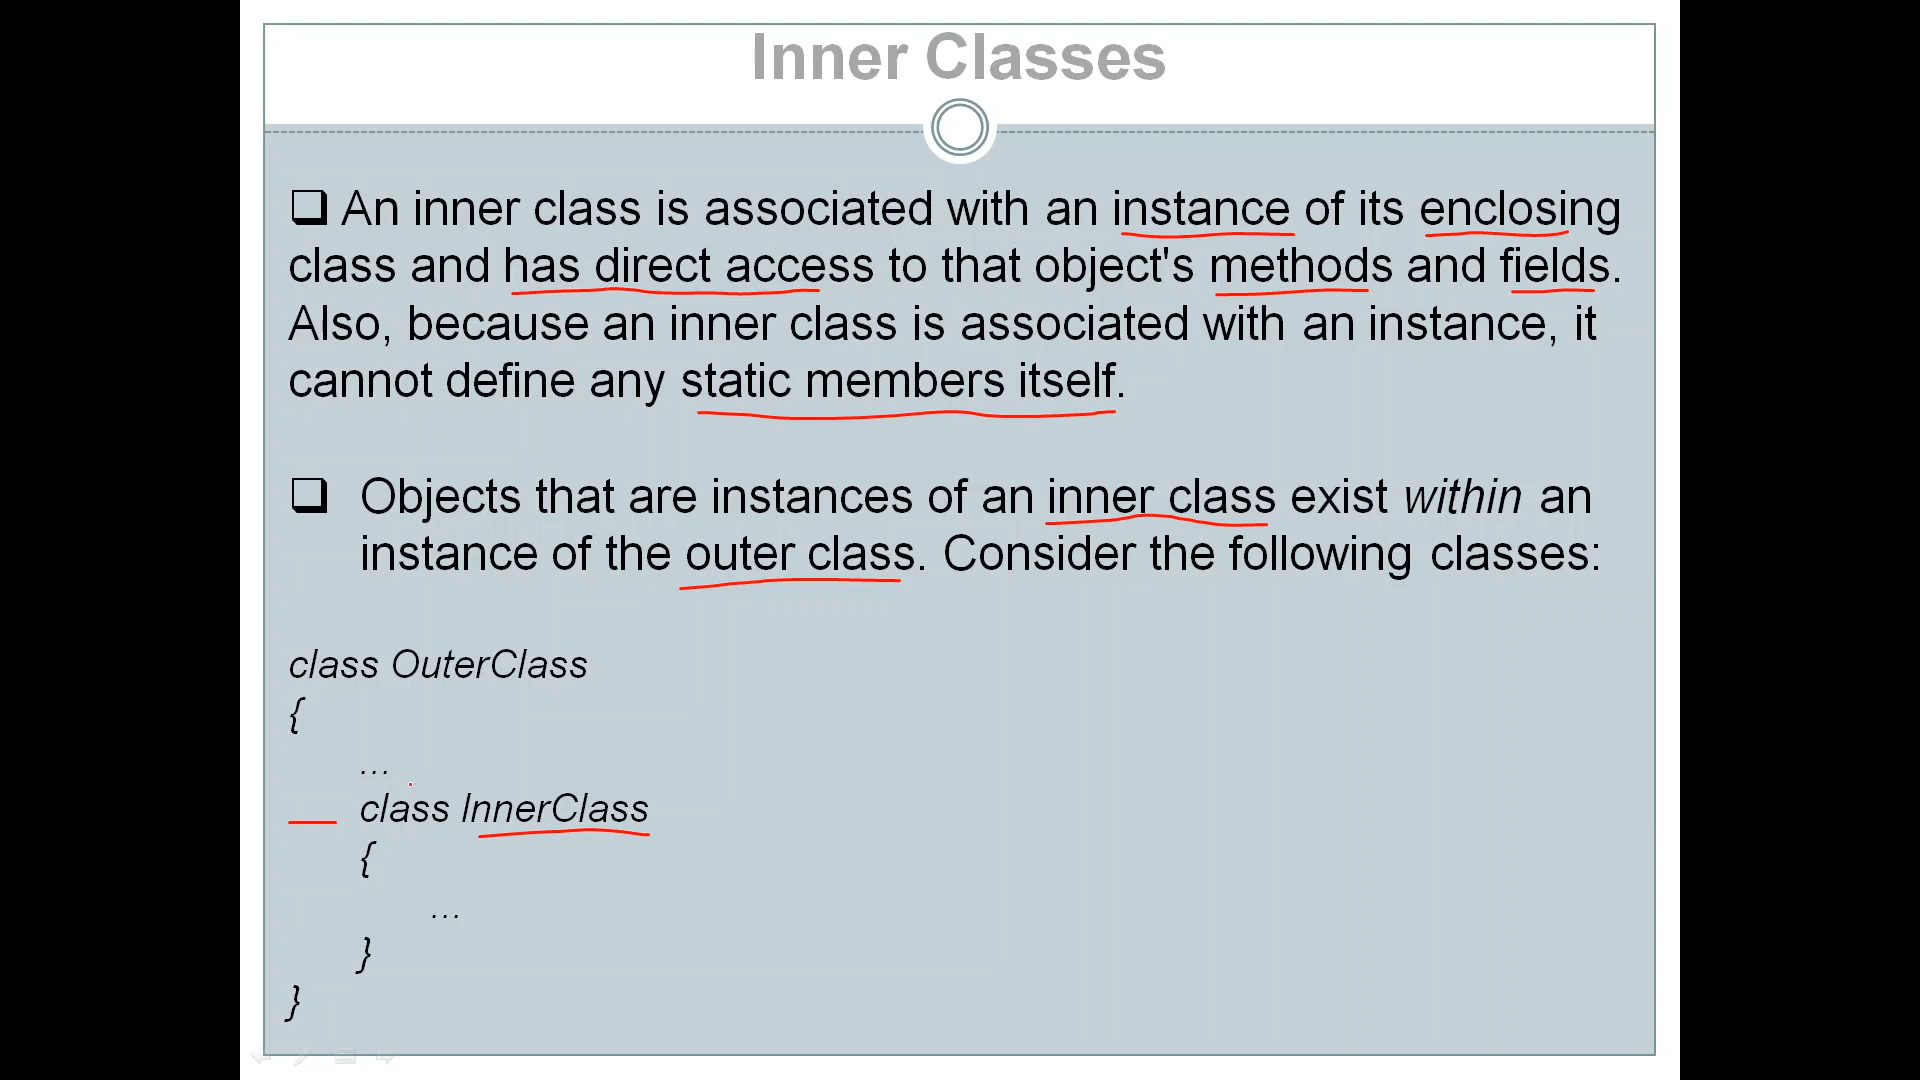 Inner Classes
❑ An inner class is associated with an instance of its enclosing
class and has direct access to that object's methods and fields.
Also, because an inner class is associated with an instance, it
cannot define any static members itself.
❑ Objects that are instances of an inner class exist within an
instance of the outer class. Consider the following classes:
class OuterClass
{
...
class InnerClass
{
...
}
}